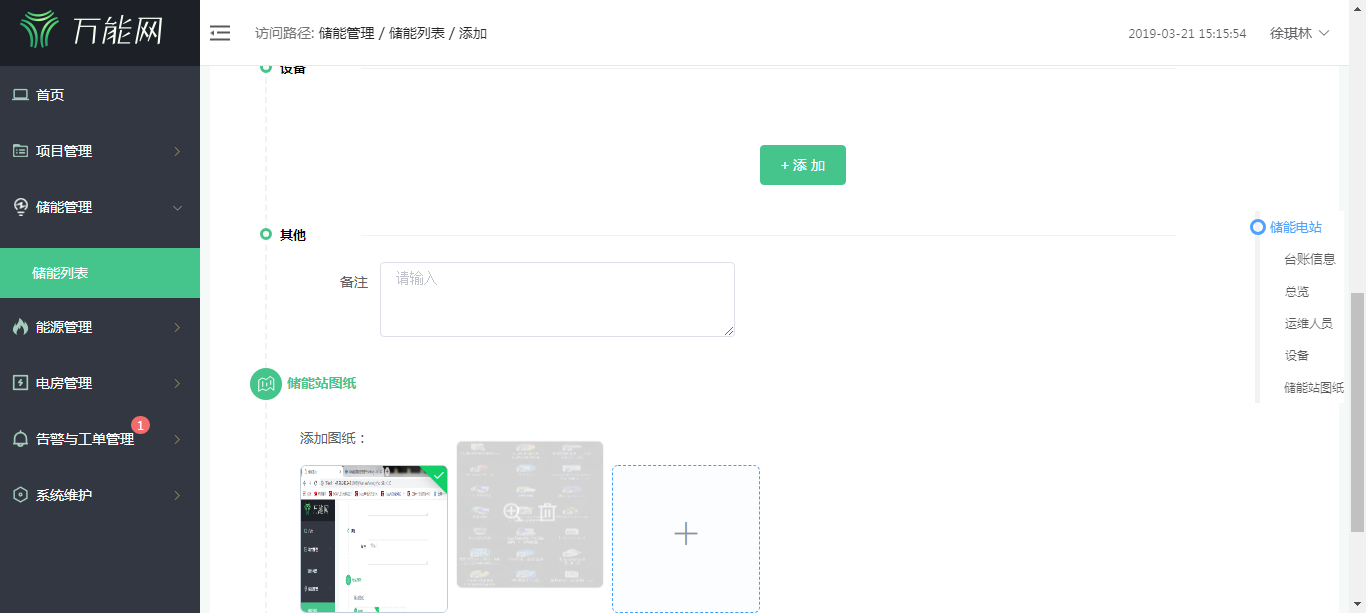 万能网
访问路径: 储能管理 / 储能列表 / 添加
2019-03-21 15:15:54 徐琪林
首页
项目管理
储能管理
储能列表
能源管理
电房管理
告警与工单管理 1
系统维护
设备
+ 添 加
其他
备注 请输入
储能站图纸
添加图纸：
储能电站
台账信息
总览
运维人员
设备
储能站图纸